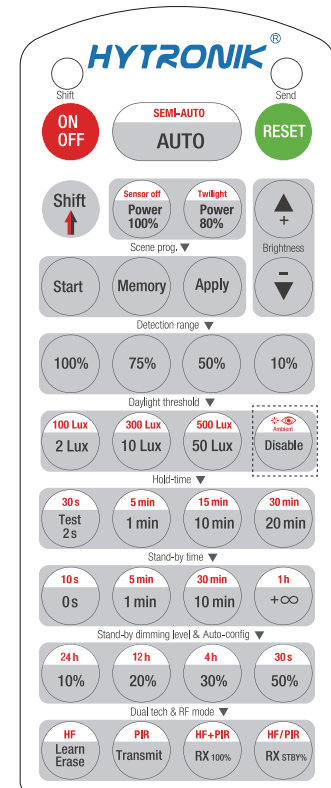 HYTRONIK®
Shift
Send
ON
OFF
SEMI-AUTO
AUTO
RESET
Shift
Sensor off
Power
100%
Twilight
Power
80%
+
Brightness
-
Scene prog. ▼
Start
Memory
Apply
Detection range ▼
100%
75%
50%
10%
Daylight threshold ▼
100 Lux
2 Lux
300 Lux
10 Lux
500 Lux
50 Lux
Ambient
Disable
Hold-time ▼
30 s
Test
2 s
5 min
1 min
15 min
10 min
30 min
20 min
Stand-by time ▼
10 s
0 s
5 min
1 min
30 min
10 min
1 h
+∞
Stand-by dimming level & Auto-config ▼
24 h
10%
12 h
20%
4 h
30%
30 s
50%
Dual tech & RF mode ▼
HF
Learn
Erase
PIR
Transmit
HF+PIR
RX 100%
HF/PIR
RX STBY%